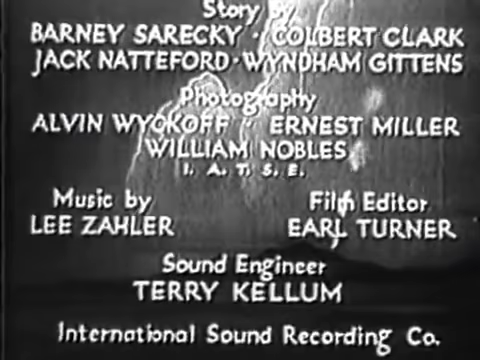 Story by
BARNEY SARECKY · COLBERT CLARK
JACK NATTEFORD · WYNDHAM GITTENS
Photography
ALVIN WYCKOFF ERNEST MILLER
WILLIAM NOBLES
I. A. T. S. E.
Music by Film Editor
LEE ZAHLER EARL TURNER
Sound Engineer
TERRY KELLUM
International Sound Recording Co.